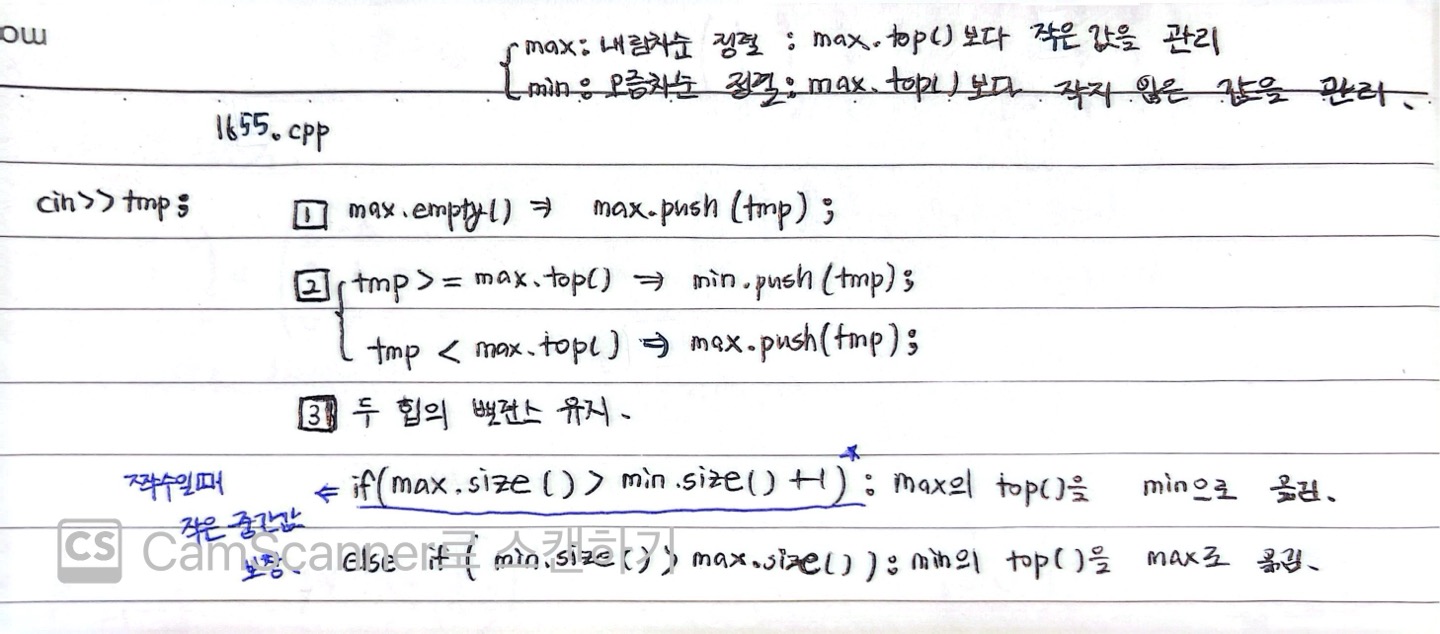 mo
max : 내림차순 정렬 : max.top() 보다 작은 값을 관리
min : 오름차순 정렬 : max.top() 보다 작지 않은 값을 관리.
1655.cpp
cin>>tmp;
1 max.empty() ⇒ max.push(tmp);
2 tmp >= max.top() ⇒ min.push(tmp);
tmp < max.top() ⇒ max.push(tmp);
3 두 힙의 밸런스 유지.
짝수일때 ⇐ if(max.size() > min.size()+1)* : max의 top()을 min으로 옮김.
작은 중간값
보장. else if( min.size() > max.size()) : min의 top()을 max로 옮김.
CS CamScanner로 스캔하기